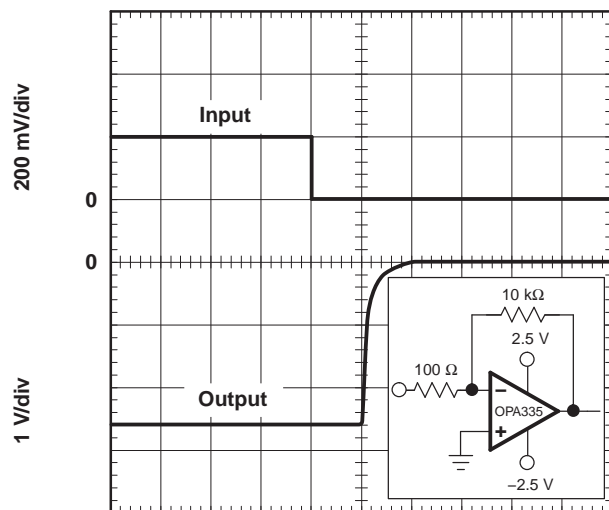 200 mV/div
Input
0
0
1 V/div
Output
10 kΩ
2.5 V
100 Ω
−
OPA335
+
−2.5 V